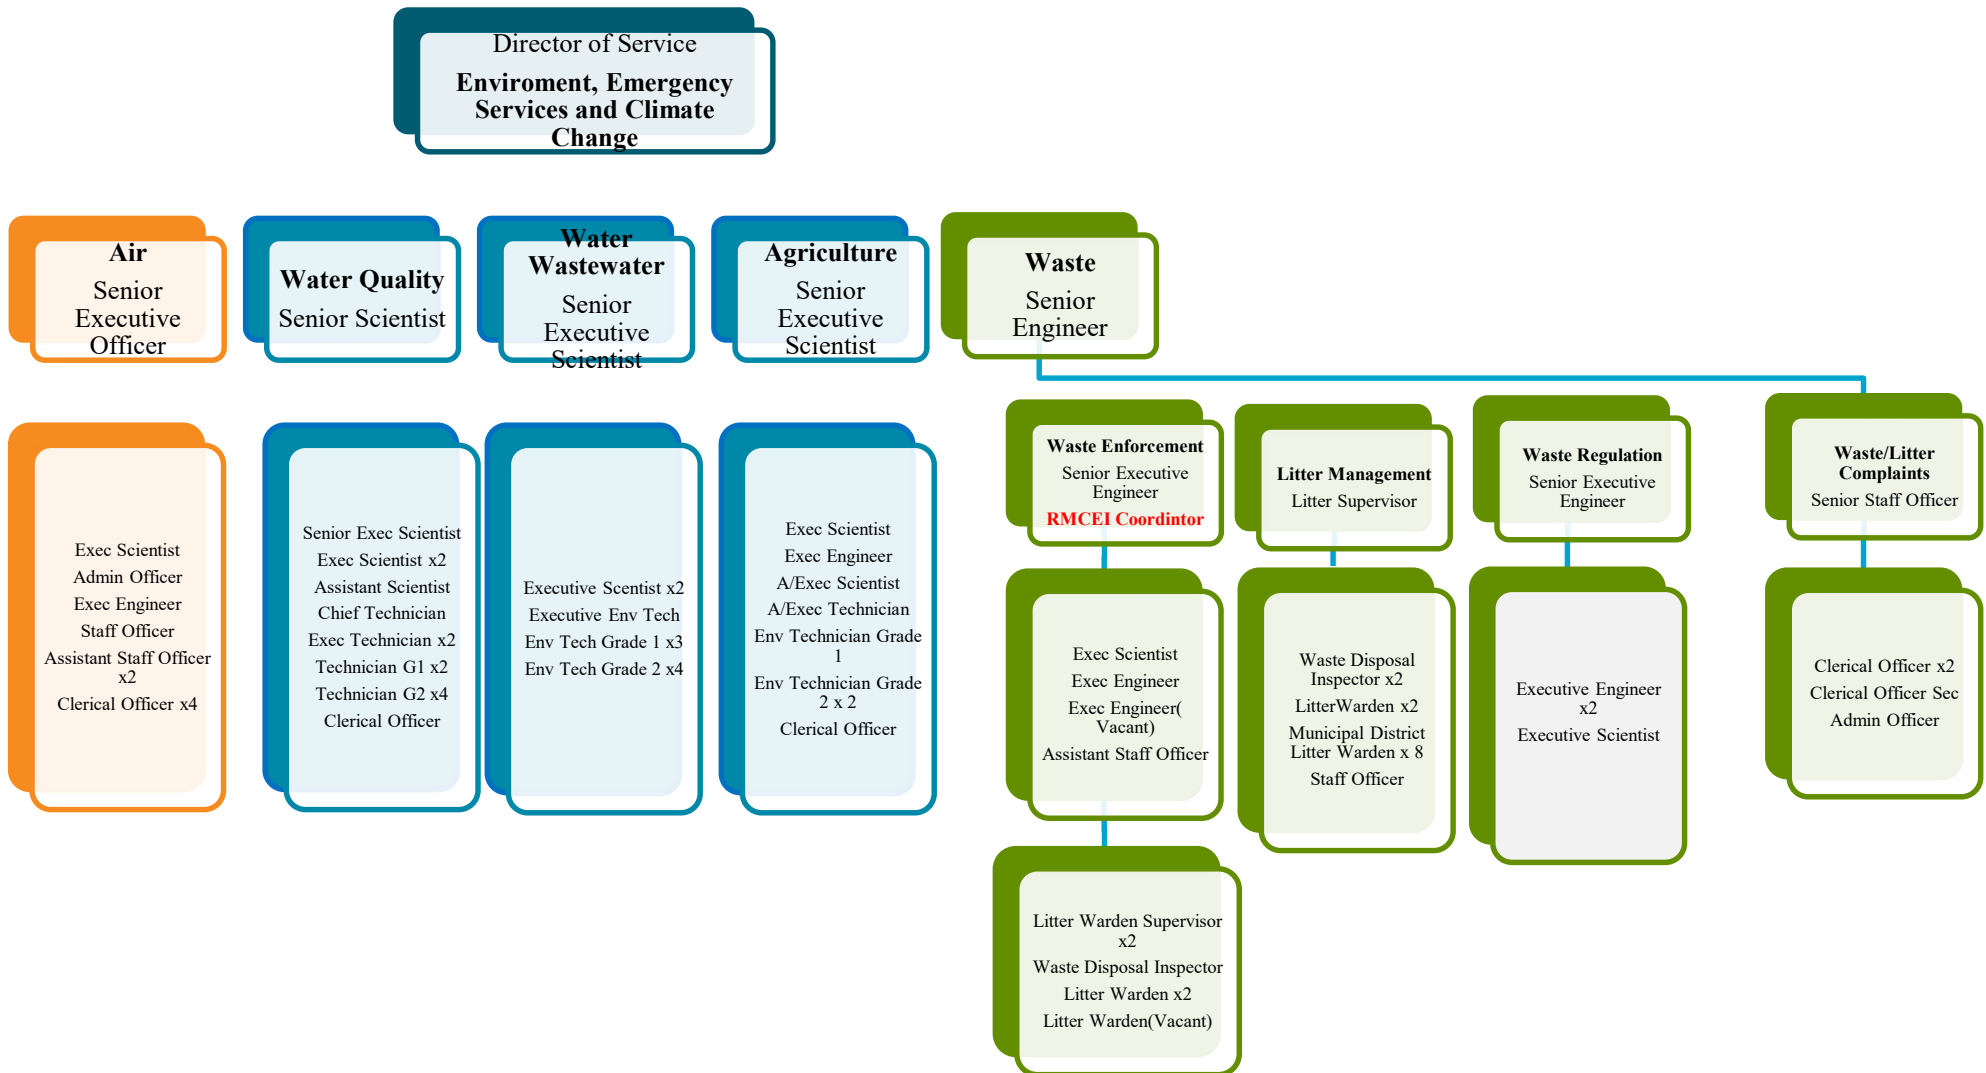 Director of Service
Enviroment, Emergency
Services and Climate
Change
Air
Senior
Executive
Officer
Water Quality
Senior Scientist
Water
Wastewater
Senior
Executive
Scientist
Agriculture
Senior
Executive
Scientist
Waste
Senior
Engineer
Exec Scientist
Admin Officer
Exec Engineer
Staff Officer
Assistant Staff Officer
x2
Clerical Officer x4
Senior Exec Scientist
Exec Scientist x2
Assistant Scientist
Chief Technician
Exec Technician x2
Technician G1 x2
Technician G2 x4
Clerical Officer
Executive Scentist x2
Executive Env Tech
Env Tech Grade 1 x3
Env Tech Grade 2 x4
Exec Scientist
Exec Engineer
A/Exec Scientist
A/Exec Technician
Env Technician Grade
1
Env Technician Grade
2 x 2
Clerical Officer
Waste Enforcement
Senior Executive
Engineer
RMCEI Coordintor
Litter Management
Litter Supervisor
Waste Regulation
Senior Executive
Engineer
Waste/Litter
Complaints
Senior Staff Officer
Exec Scientist
Exec Engineer
Exec Engineer(
Vacant)
Assistant Staff Officer
Waste Disposal
Inspector x2
LitterWarden x2
Municipal District
Litter Warden x 8
Staff Officer
Executive Engineer
x2
Executive Scientist
Clerical Officer x2
Clerical Officer Sec
Admin Officer
Litter Warden Supervisor
x2
Waste Disposal Inspector
Litter Warden x2
Litter Warden(Vacant)